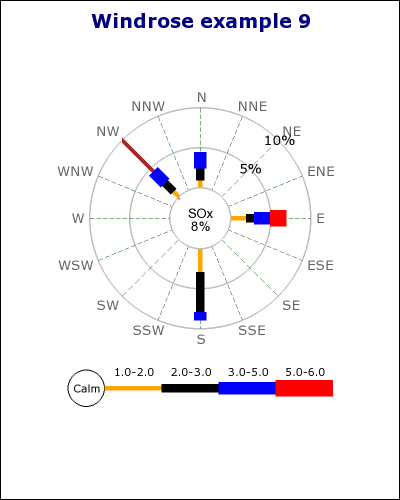 Windrose example 9
N
NNW
NNE
NW
NE
10%
WNW
5%
ENE
W
SOx
8%
E
WSW
ESE
SW
SE
SSW
SSE
S
1.0-2.0 2.0-3.0 3.0-5.0 5.0-6.0
Calm